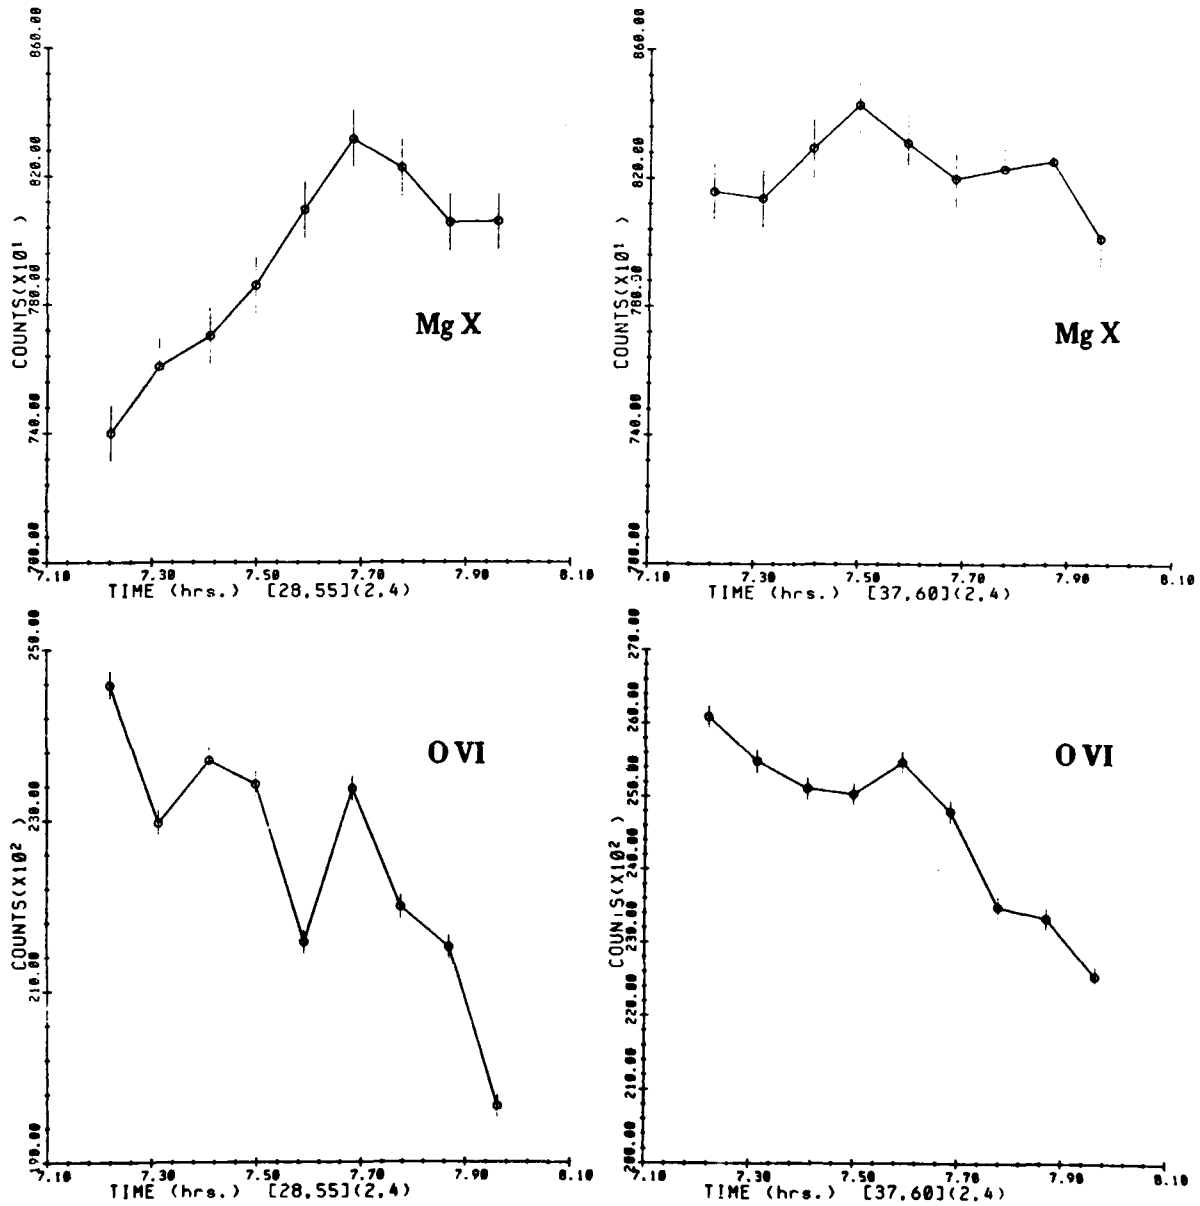 860.00
820.00
780.00
740.00
700.00
COUNTS(X10¹ )
Mg X
7.10 7.30 7.50 7.70 7.90 8.10
TIME (hrs.) [28,55](2,4)
860.00
820.00
780.00
740.00
700.00
COUNTS(X10¹ )
Mg X
7.10 7.30 7.50 7.70 7.90 8.10
TIME (hrs.) [37,60](2,4)
250.00
230.00
210.00
190.00
COUNTS(X10² )
O VI
7.10 7.30 7.50 7.70 7.90 8.10
TIME (hrs.) [28,55](2,4)
270.00
260.00
250.00
240.00
230.00
220.00
210.00
200.00
COUNTS(X10² )
O VI
7.10 7.30 7.50 7.70 7.90 8.10
TIME (hrs.) [37,60](2,4)